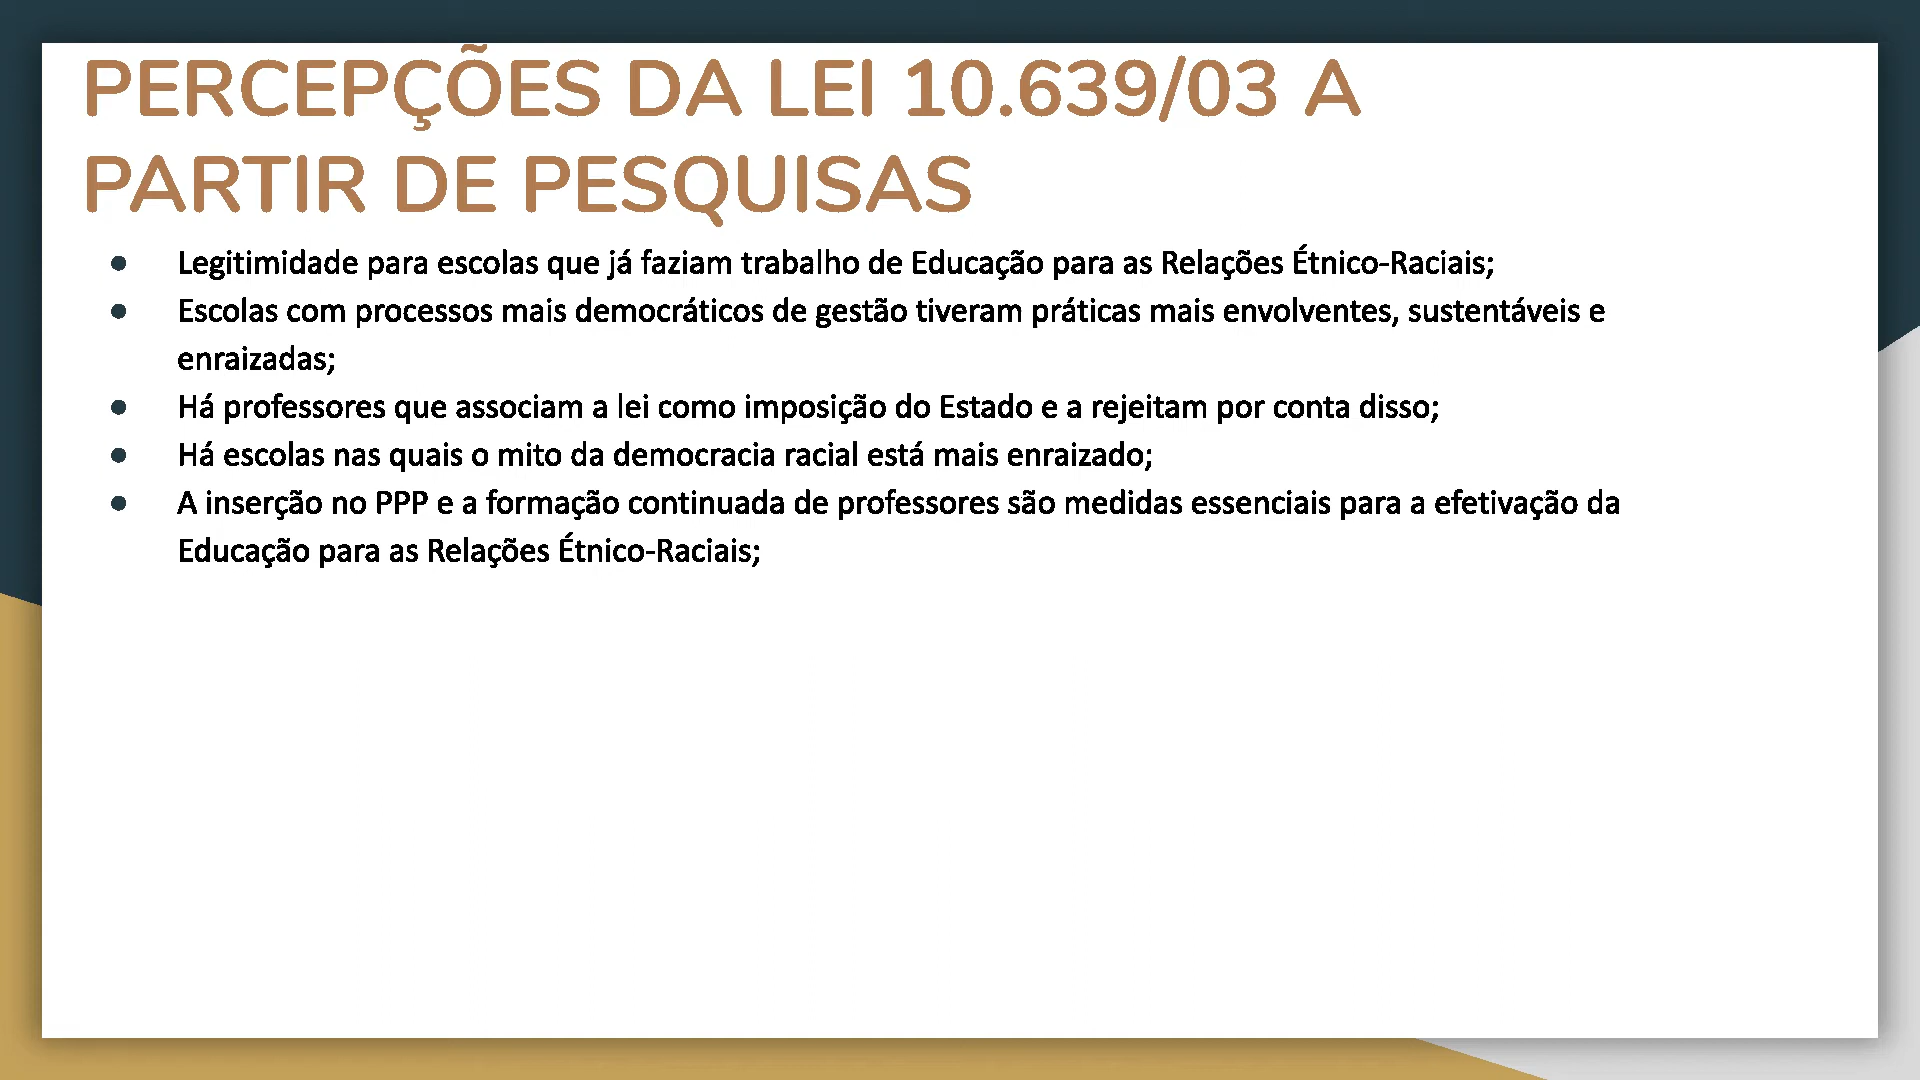 PERCEPÇÕES DA LEI 10.639/03 A
PARTIR DE PESQUISAS
● Legitimidade para escolas que já faziam trabalho de Educação para as Relações Étnico-Raciais;
● Escolas com processos mais democráticos de gestão tiveram práticas mais envolventes, sustentáveis e
enraizadas;
● Há professores que associam a lei como imposição do Estado e a rejeitam por conta disso;
● Há escolas nas quais o mito da democracia racial está mais enraizado;
● A inserção no PPP e a formação continuada de professores são medidas essenciais para a efetivação da
Educação para as Relações Étnico-Raciais;